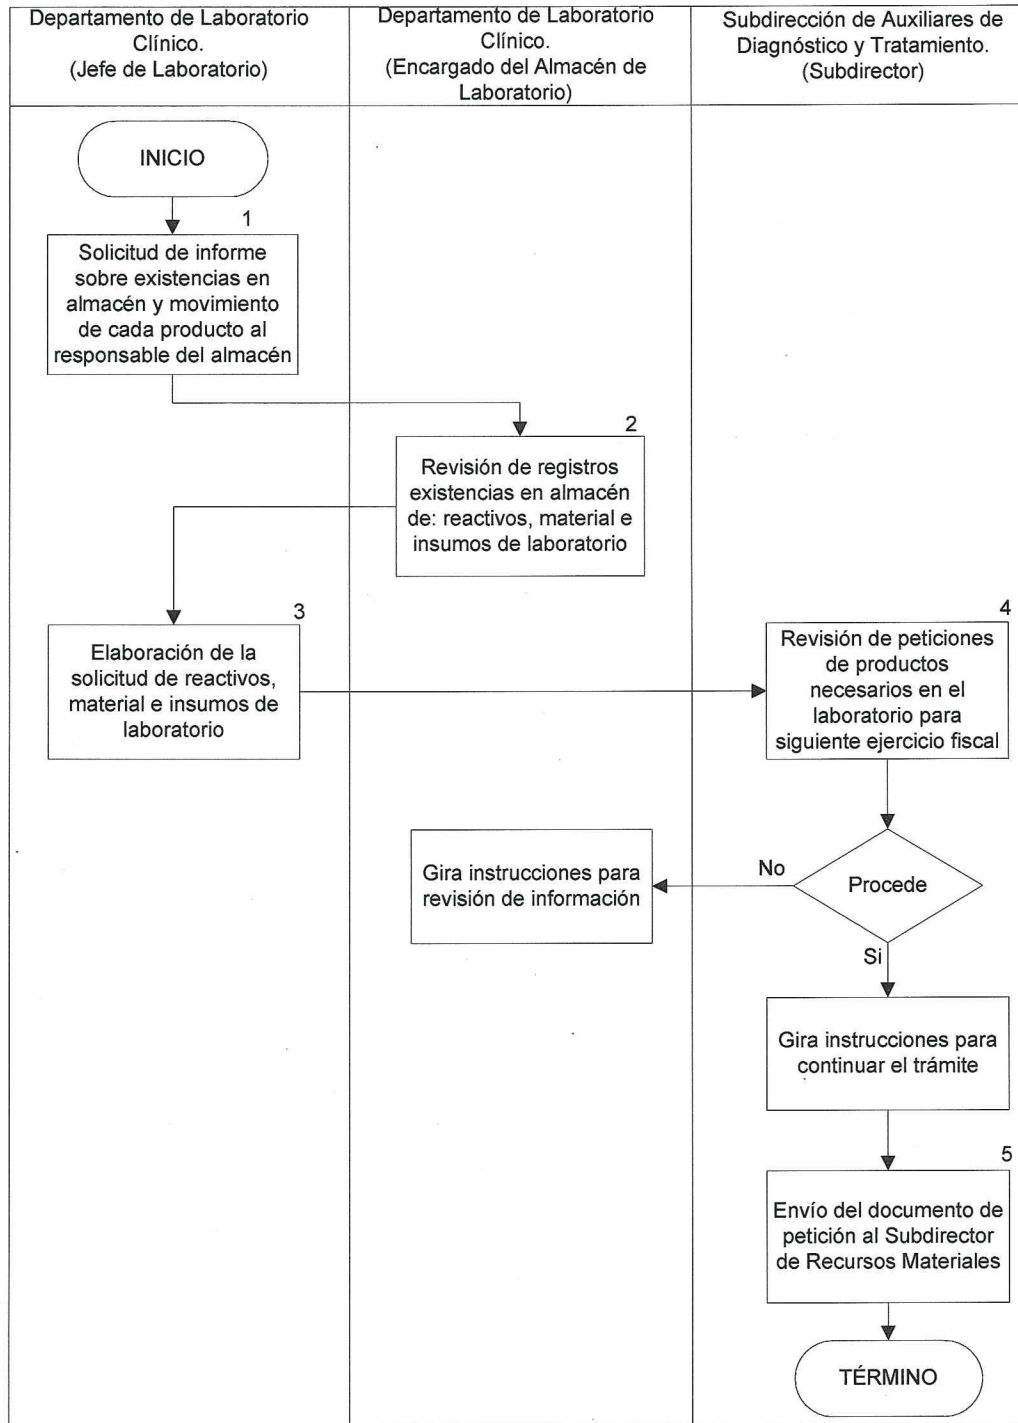 Departamento de Laboratorio
Clínico.
(Jefe de Laboratorio)
Departamento de Laboratorio
Clínico.
(Encargado del Almacén de
Laboratorio)
Subdirección de Auxiliares de
Diagnóstico y Tratamiento.
(Subdirector)
INICIO
1
Solicitud de informe
sobre existencias en
almacén y movimiento
de cada producto al
responsable del almacén
2
Revisión de registros
existencias en almacén
de: reactivos, material e
insumos de laboratorio
3
Elaboración de la
solicitud de reactivos,
material e insumos de
laboratorio
4
Revisión de peticiones
de productos
necesarios en el
laboratorio para
siguiente ejercicio fiscal
Procede
No
Gira instrucciones para
revisión de información
Si
Gira instrucciones para
continuar el trámite
5
Envío del documento de
petición al Subdirector
de Recursos Materiales
TÉRMINO